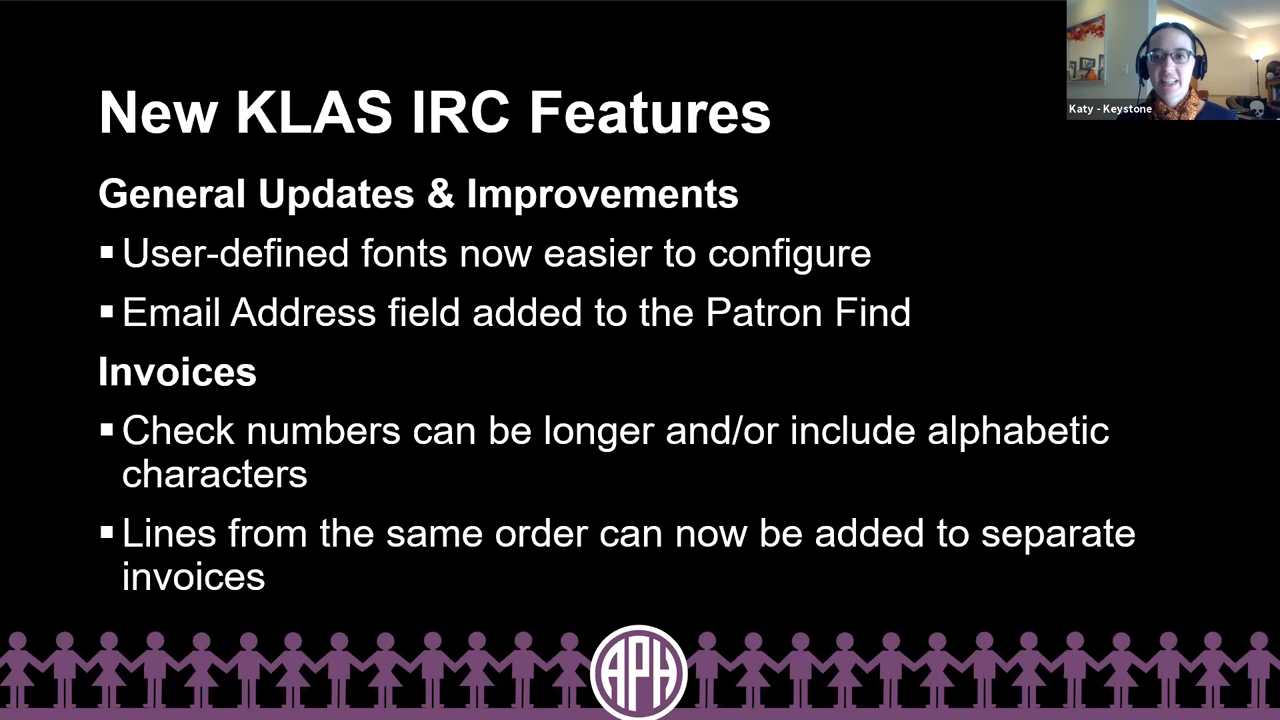 New KLAS IRC Features
Katy - Keystone
General Updates & Improvements
▪ User-defined fonts now easier to configure
▪ Email Address field added to the Patron Find
Invoices
▪ Check numbers can be longer and/or include alphabetic
characters
▪ Lines from the same order can now be added to separate
invoices
APH